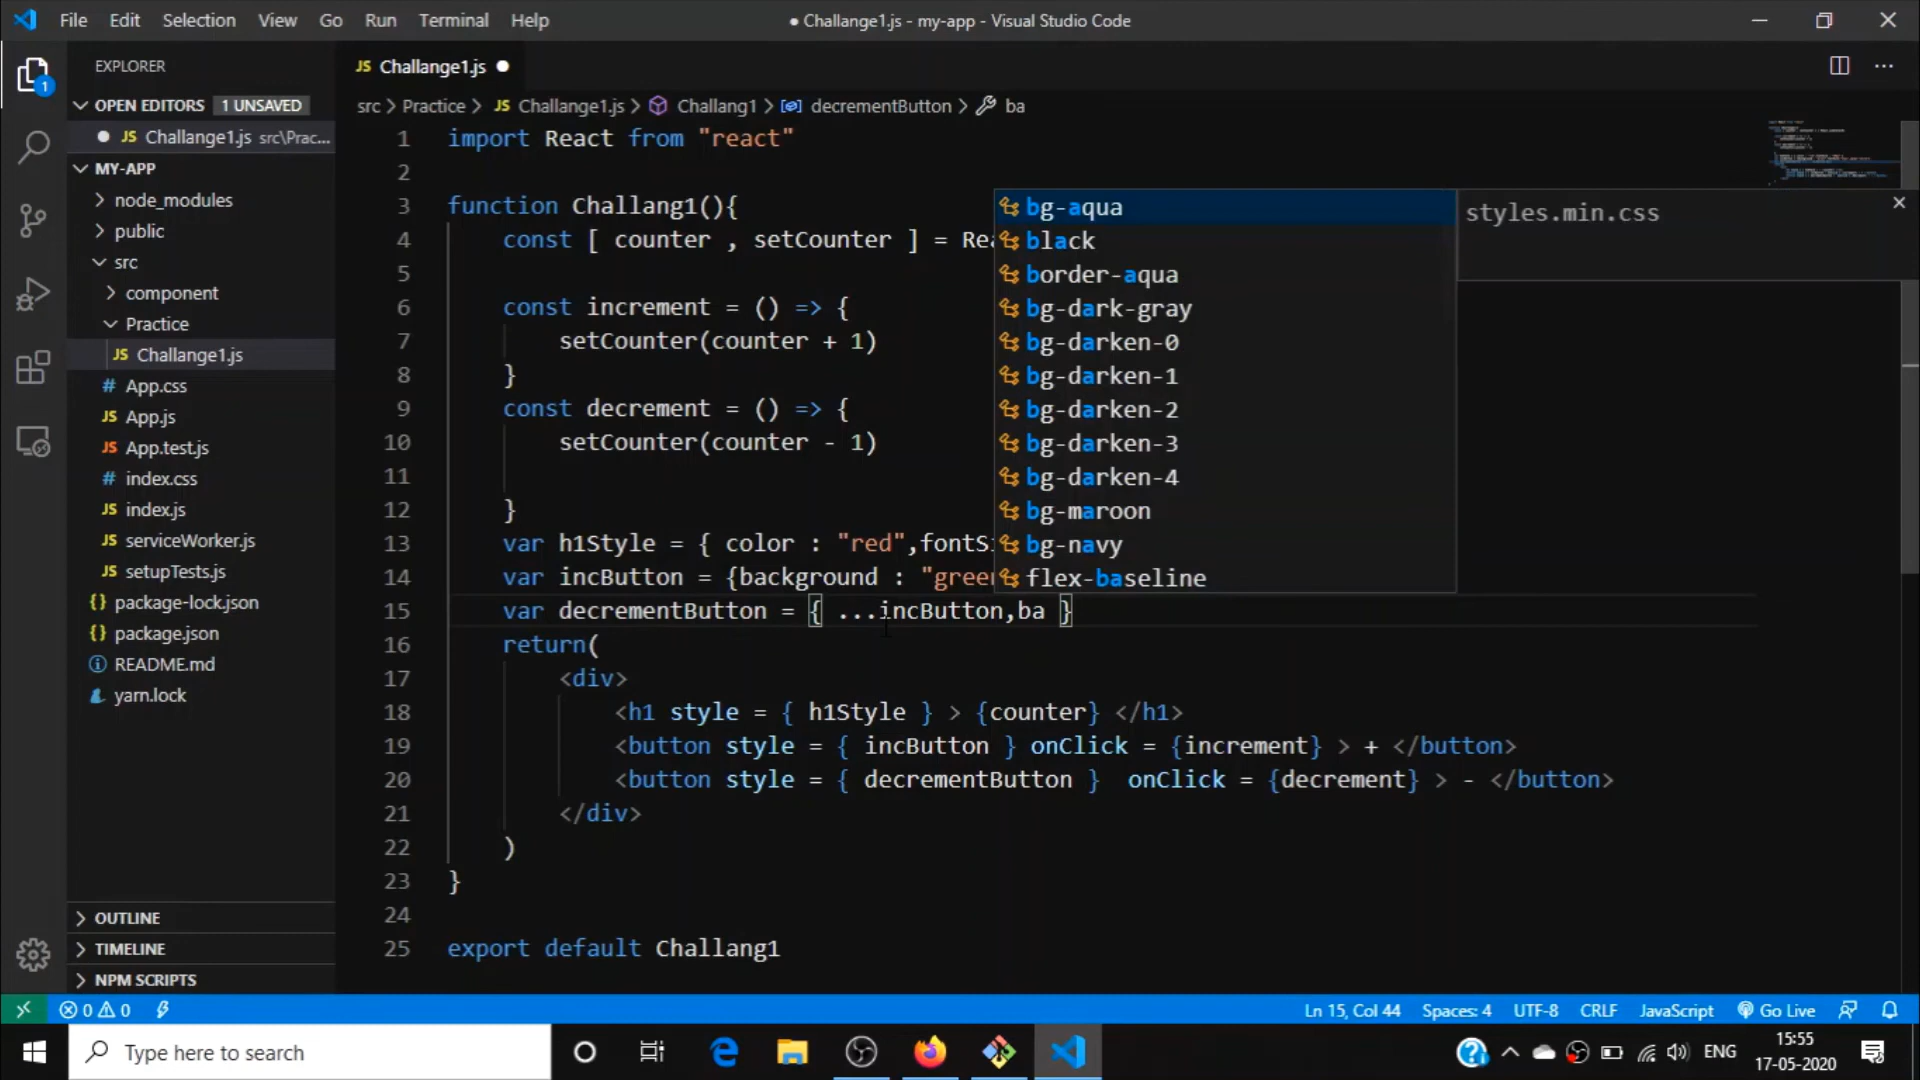 File Edit Selection View Go Run Terminal Help
● Challange1.js - my-app - Visual Studio Code
EXPLORER
OPEN EDITORS 1 UNSAVED
● JS Challange1.js src\Prac...
MY-APP
node_modules
public
src
component
Practice
JS Challange1.js
# App.css
JS App.js
JS App.test.js
# index.css
JS index.js
JS serviceWorker.js
JS setupTests.js
{} package-lock.json
{} package.json
README.md
yarn.lock
OUTLINE
TIMELINE
NPM SCRIPTS
1
JS Challange1.js ●
src > Practice > JS Challange1.js > Challang1 > decrementButton > ba
1 import React from "react"
2
3 function Challang1(){
4 const [ counter , setCounter ] = Rea
5
6 const increment = () => {
7 setCounter(counter + 1)
8 }
9 const decrement = () => {
10 setCounter(counter - 1)
11
12 }
13 var h1Style = { color : "red",fontSi
14 var incButton = {background : "green
15 var decrementButton = { ...incButton,ba }
16 return(
17 <div>
18 <h1 style = { h1Style } > {counter} </h1>
19 <button style = { incButton } onClick = {increment} > + </button>
20 <button style = { decrementButton }  onClick = {decrement} > - </button>
21 </div>
22 )
23 }
24
25 export default Challang1
bg-aqua
black
border-aqua
bg-dark-gray
bg-darken-0
bg-darken-1
bg-darken-2
bg-darken-3
bg-darken-4
bg-maroon
bg-navy
flex-baseline
styles.min.css
0 0
Ln 15, Col 44 Spaces: 4 UTF-8 CRLF JavaScript Go Live
Type here to search
ENG
15:55
17-05-2020